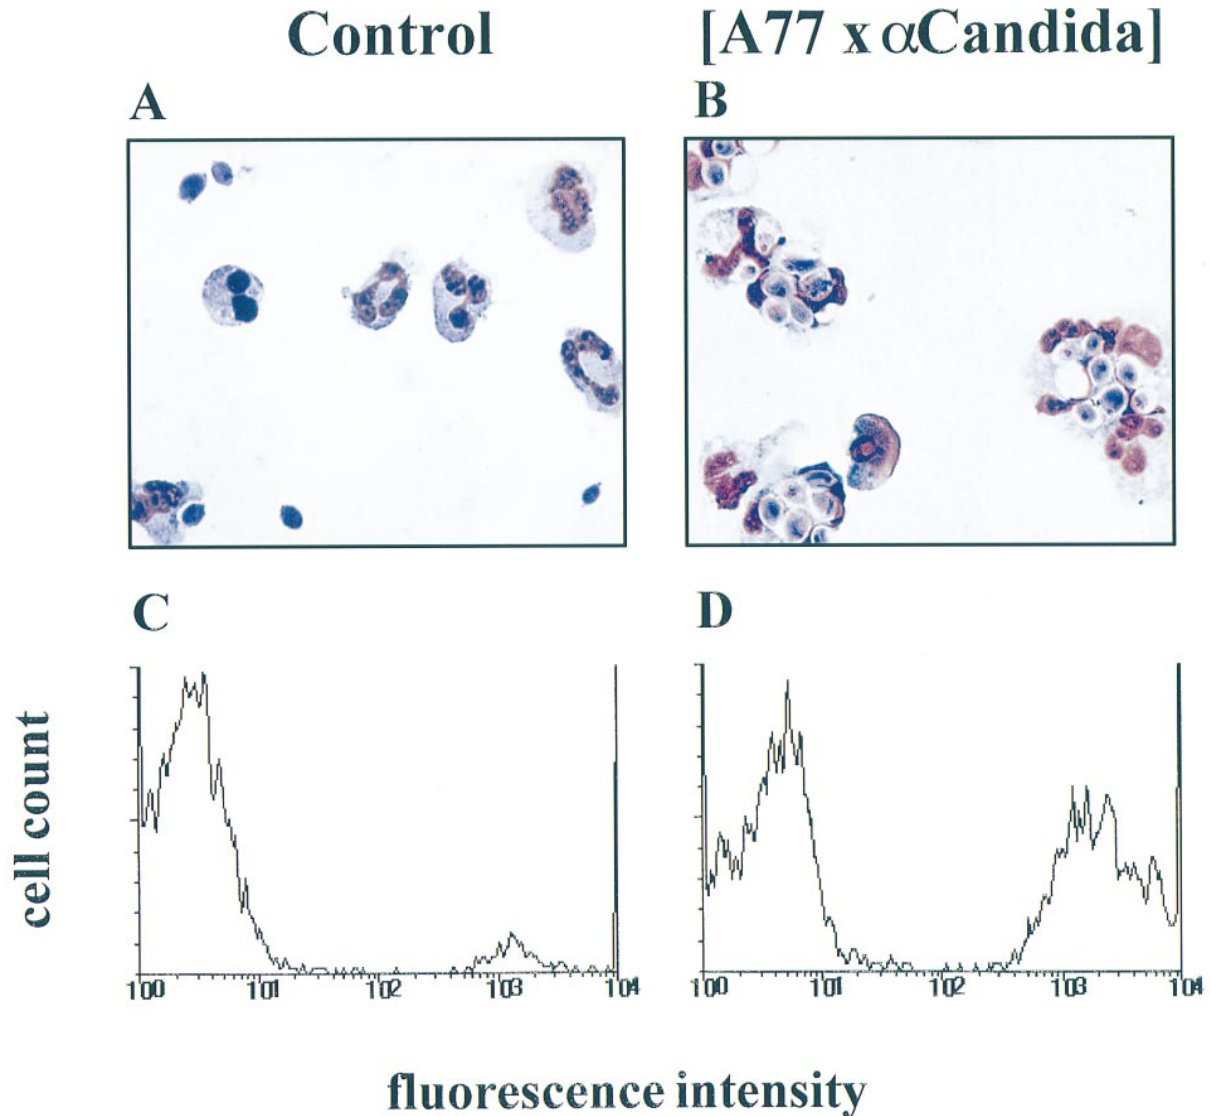 Control
[A77 x αCandida]
A
B
C
D
cell count
10⁰ 10¹ 10² 10³ 10⁴
10⁰ 10¹ 10² 10³ 10⁴
fluorescence intensity